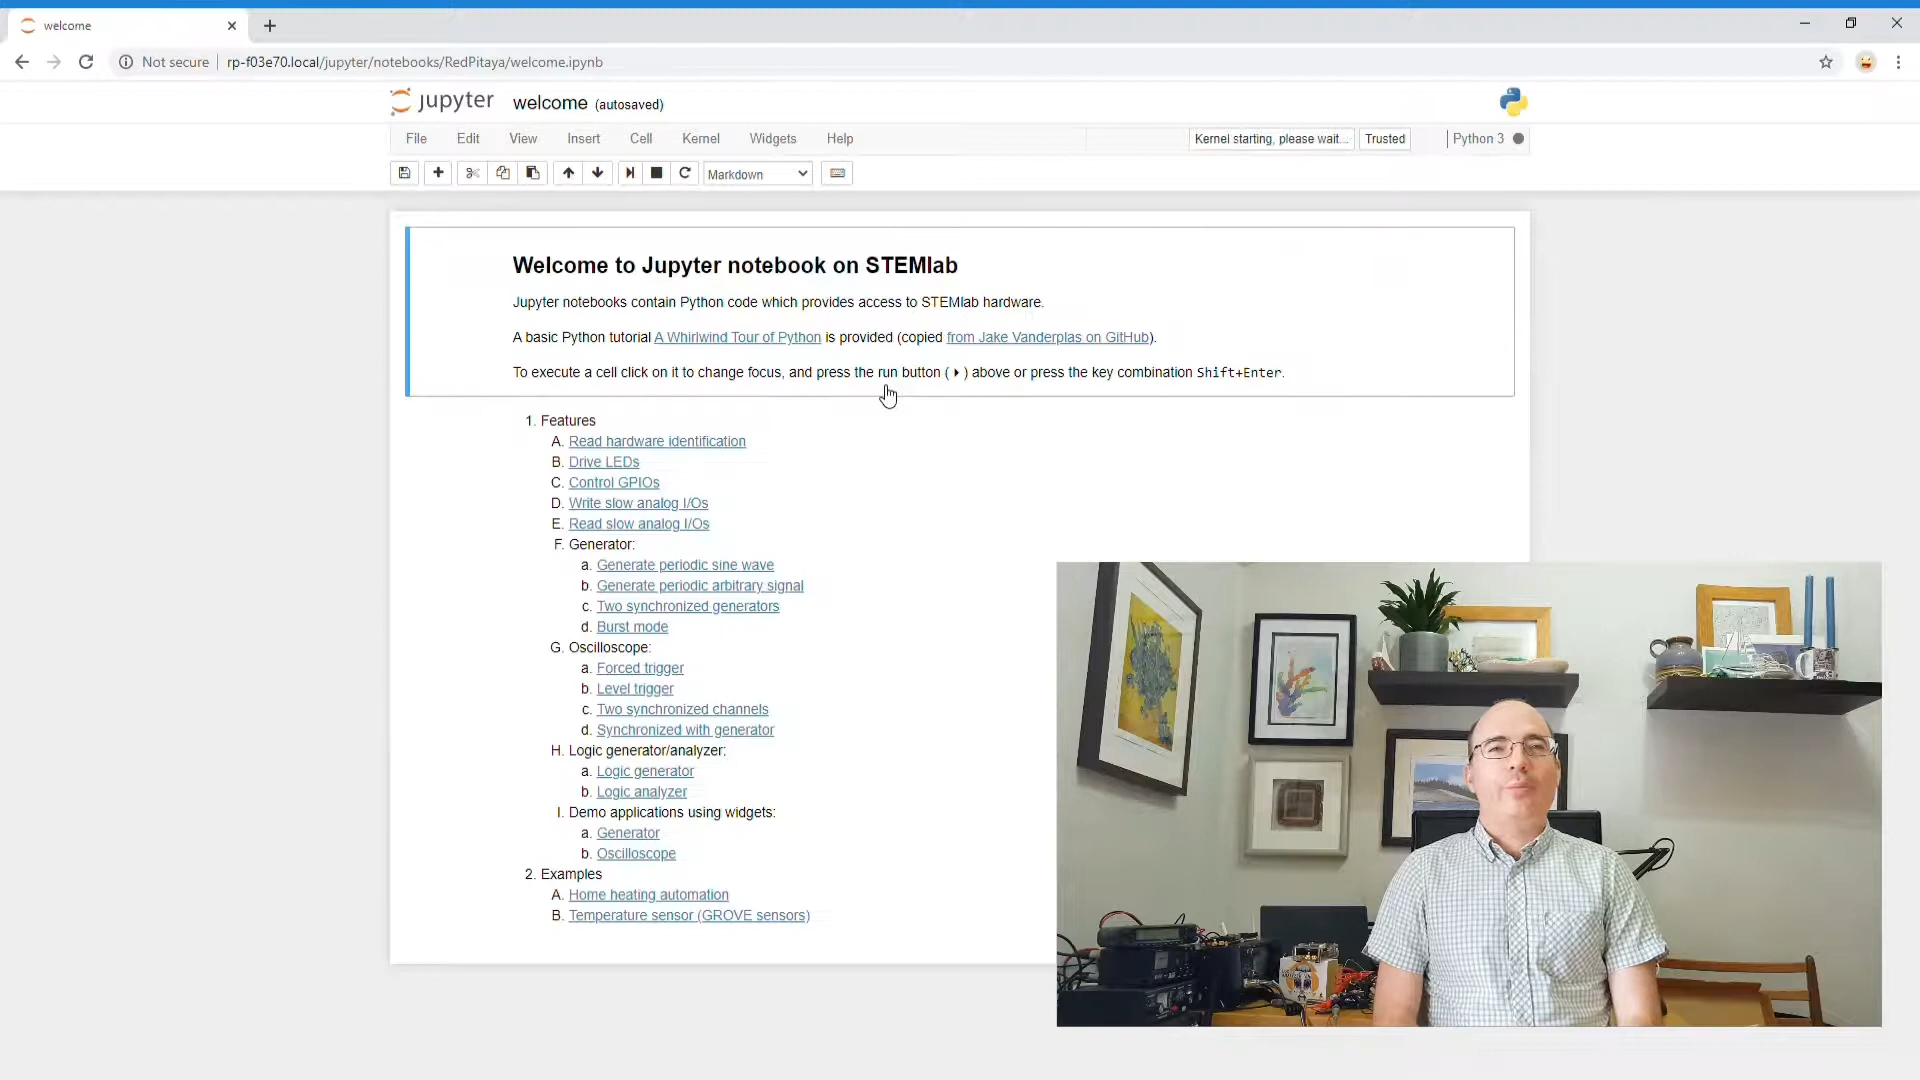 welcome
Not secure rp-f03e70.local/jupyter/notebooks/RedPitaya/welcome.ipynb
jupyter welcome (autosaved)
File Edit View Insert Cell Kernel Widgets Help Kernel starting, please wait... Trusted Python 3
Markdown
Welcome to Jupyter notebook on STEMlab
Jupyter notebooks contain Python code which provides access to STEMlab hardware.
A basic Python tutorial A Whirlwind Tour of Python is provided (copied from Jake Vanderplas on GitHub).
To execute a cell click on it to change focus, and press the run button ( ) above or press the key combination Shift+Enter.
1. Features
A. Read hardware identification
B. Drive LEDs
C. Control GPIOs
D. Write slow analog I/Os
E. Read slow analog I/Os
F. Generator:
a. Generate periodic sine wave
b. Generate periodic arbitrary signal
c. Two synchronized generators
d. Burst mode
G. Oscilloscope:
a. Forced trigger
b. Level trigger
c. Two synchronized channels
d. Synchronized with generator
H. Logic generator/analyzer:
a. Logic generator
b. Logic analyzer
I. Demo applications using widgets:
a. Generator
b. Oscilloscope
2. Examples
A. Home heating automation
B. Temperature sensor (GROVE sensors)